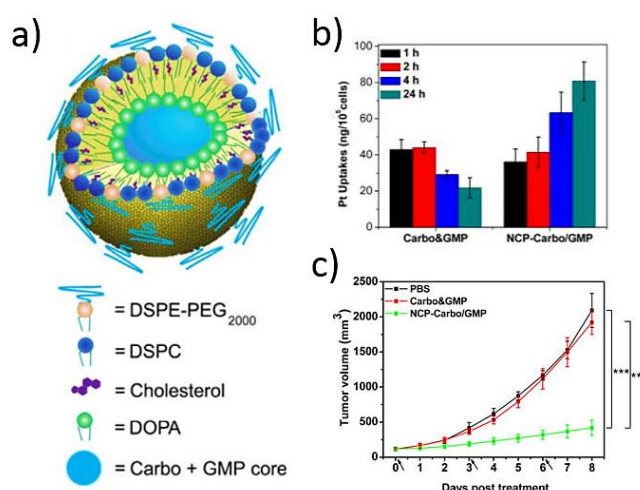 a)
= DSPE-PEG2000
= DSPC
= Cholesterol
= DOPA
= Carbo + GMP core
b)
1 h
2 h
4 h
24 h
Pt Uptakes (ng/10⁵cells)
100
80
60
40
20
0
Carbo&GMP
NCP-Carbo/GMP
c)
PBS
Carbo&GMP
NCP-Carbo/GMP
Tumor volume (mm³)
2500
2000
1500
1000
500
0
***
**
0 1 2 3 4 5 6 7 8
Days post treatment